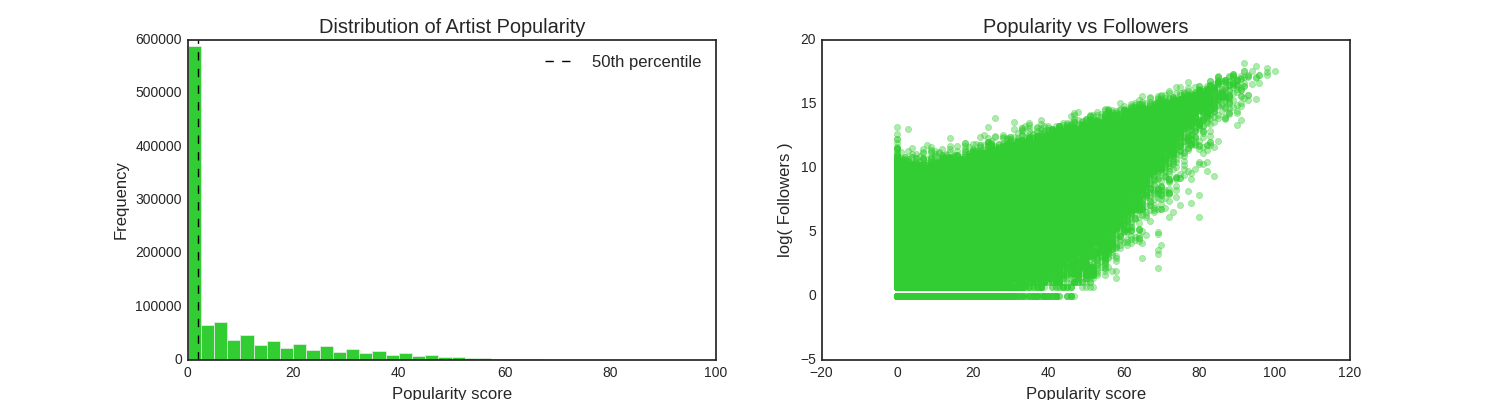 Distribution of Artist Popularity
600000
500000
400000
300000
200000
100000
0
Frequency
50th percentile
0 20 40 60 80 100
Popularity score
Popularity vs Followers
20
15
10
5
0
−5
log( Followers )
−20 0 20 40 60 80 100 120
Popularity score